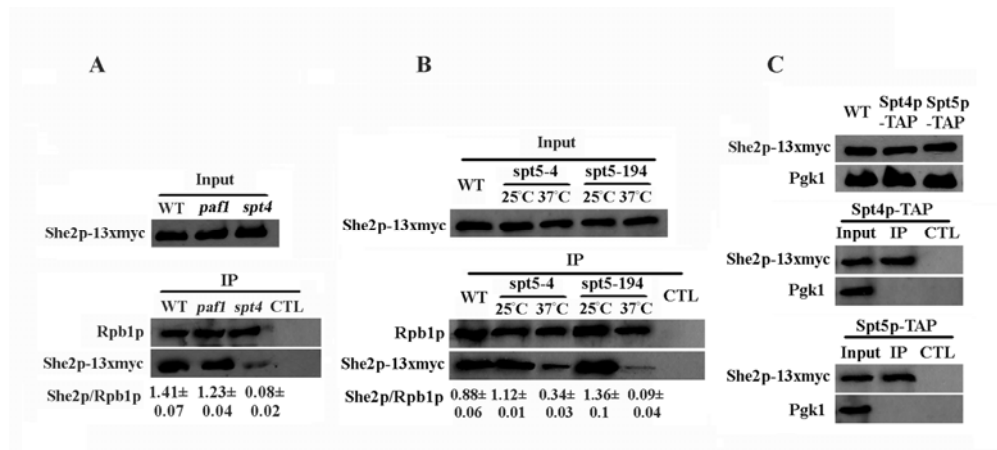 A
Input
WT paf1 spt4
She2p-13xmyc
IP
WT paf1 spt4 CTL
Rpb1p
She2p-13xmyc
She2p/Rpb1p 1.41± 1.23± 0.08±
0.07 0.04 0.02
B
Input
spt5-4 spt5-194
WT
25°C 37°C 25°C 37°C
She2p-13xmyc
IP
spt5-4 spt5-194
WT CTL
25°C 37°C 25°C 37°C
Rpb1p
She2p-13xmyc
She2p/Rpb1p 0.88± 1.12± 0.34± 1.36± 0.09±
0.06 0.01 0.03 0.1 0.04
C
WT Spt4p Spt5p
-TAP -TAP
She2p-13xmyc
Pgk1
Spt4p-TAP
Input IP CTL
She2p-13xmyc
Pgk1
Spt5p-TAP
Input IP CTL
She2p-13xmyc
Pgk1